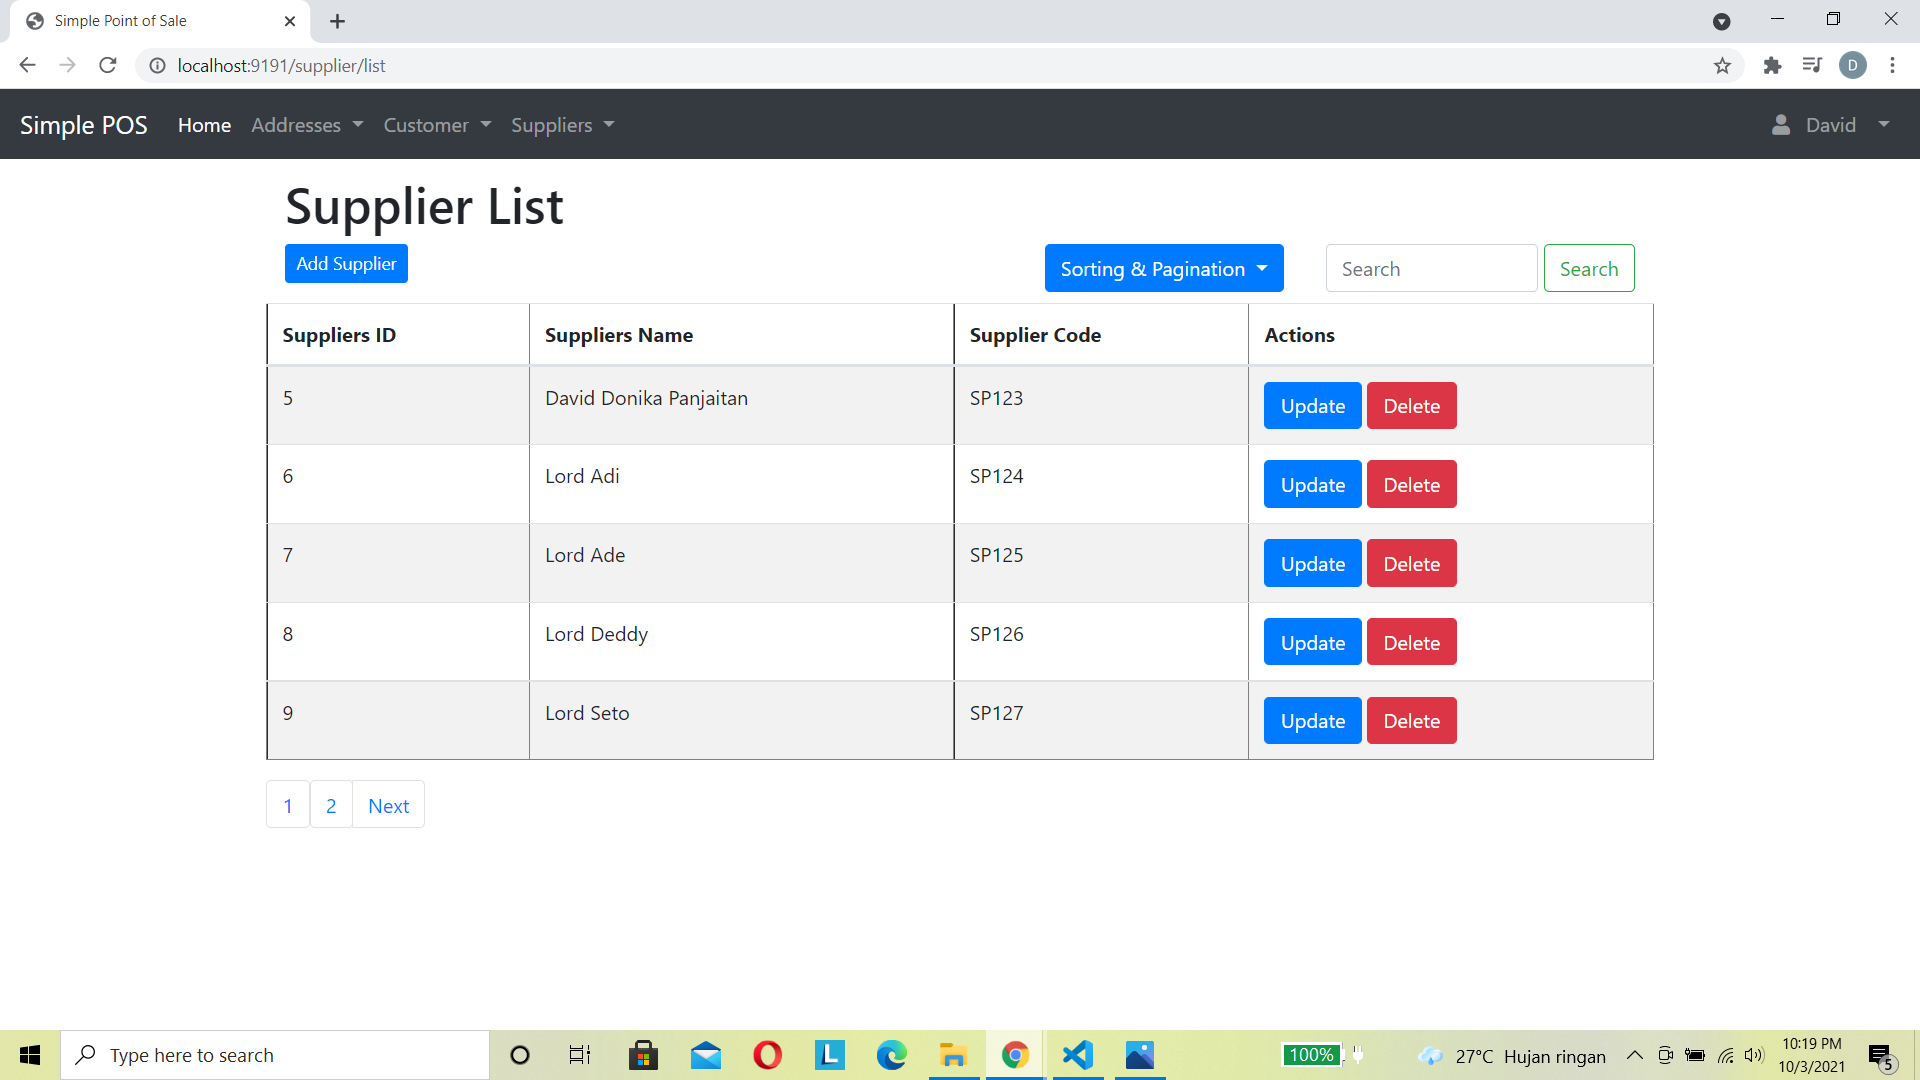 Simple Point of Sale
localhost:9191/supplier/list
D
Simple POS Home Addresses Customer Suppliers David
Supplier List
Add Supplier Sorting & Pagination Search Search
Suppliers ID Suppliers Name Supplier Code Actions
5 David Donika Panjaitan SP123 Update Delete
6 Lord Adi SP124 Update Delete
7 Lord Ade SP125 Update Delete
8 Lord Deddy SP126 Update Delete
9 Lord Seto SP127 Update Delete
1 2 Next
Type here to search L 100% 27°C Hujan ringan 10:19 PM
10/3/2021 5